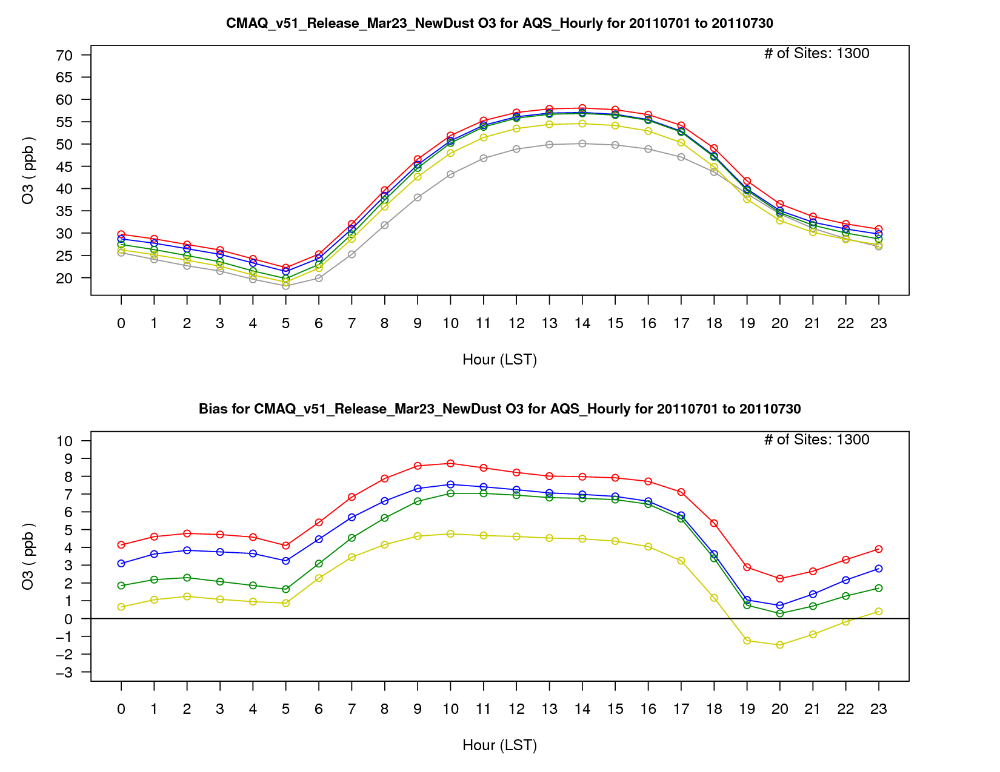 CMAQ_v51_Release_Mar23_NewDust O3 for AQS_Hourly for 20110701 to 20110730
# of Sites: 1300
70
65
60
55
50
45
40
35
30
25
20
O3 ( ppb )
0 1 2 3 4 5 6 7 8 9 10 11 12 13 14 15 16 17 18 19 20 21 22 23
Hour (LST)
Bias for CMAQ_v51_Release_Mar23_NewDust O3 for AQS_Hourly for 20110701 to 20110730
# of Sites: 1300
10
9
8
7
6
5
4
3
2
1
0
−1
−2
−3
O3 ( ppb )
0 1 2 3 4 5 6 7 8 9 10 11 12 13 14 15 16 17 18 19 20 21 22 23
Hour (LST)